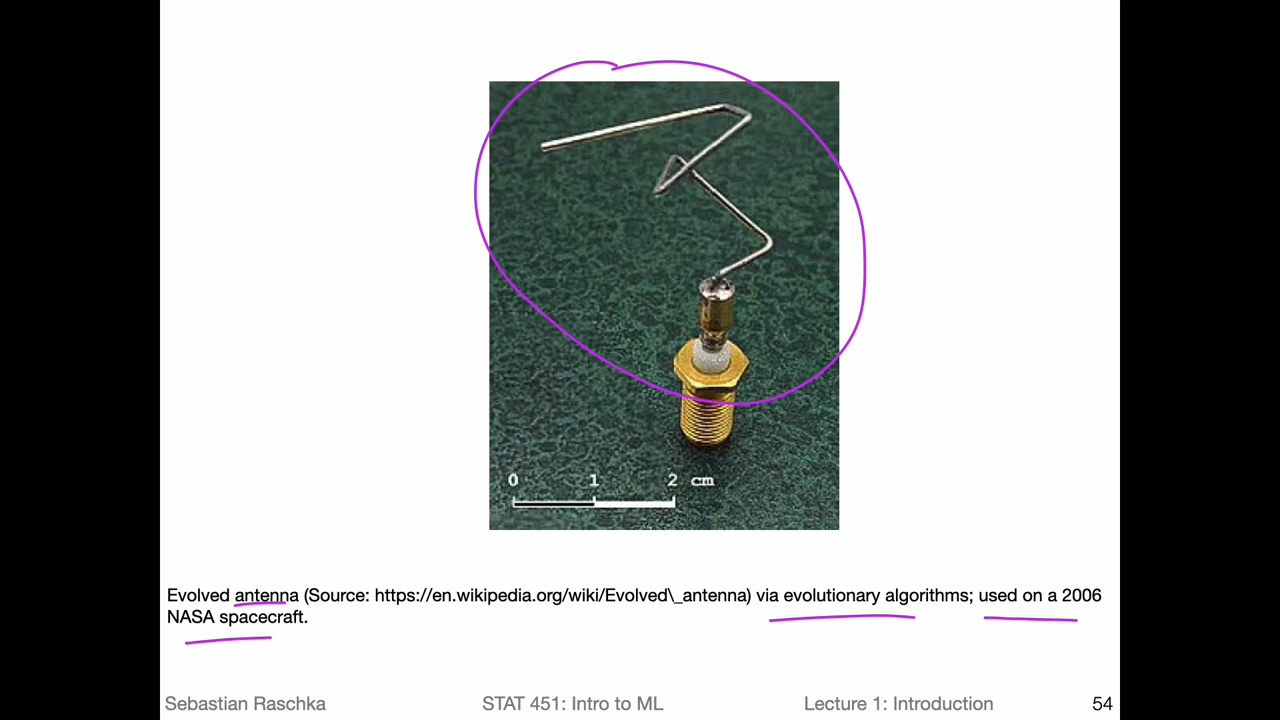 0 1 2 cm
Evolved antenna (Source: https://en.wikipedia.org/wiki/Evolved\_antenna) via evolutionary algorithms; used on a 2006
NASA spacecraft.
Sebastian Raschka STAT 451: Intro to ML Lecture 1: Introduction 54